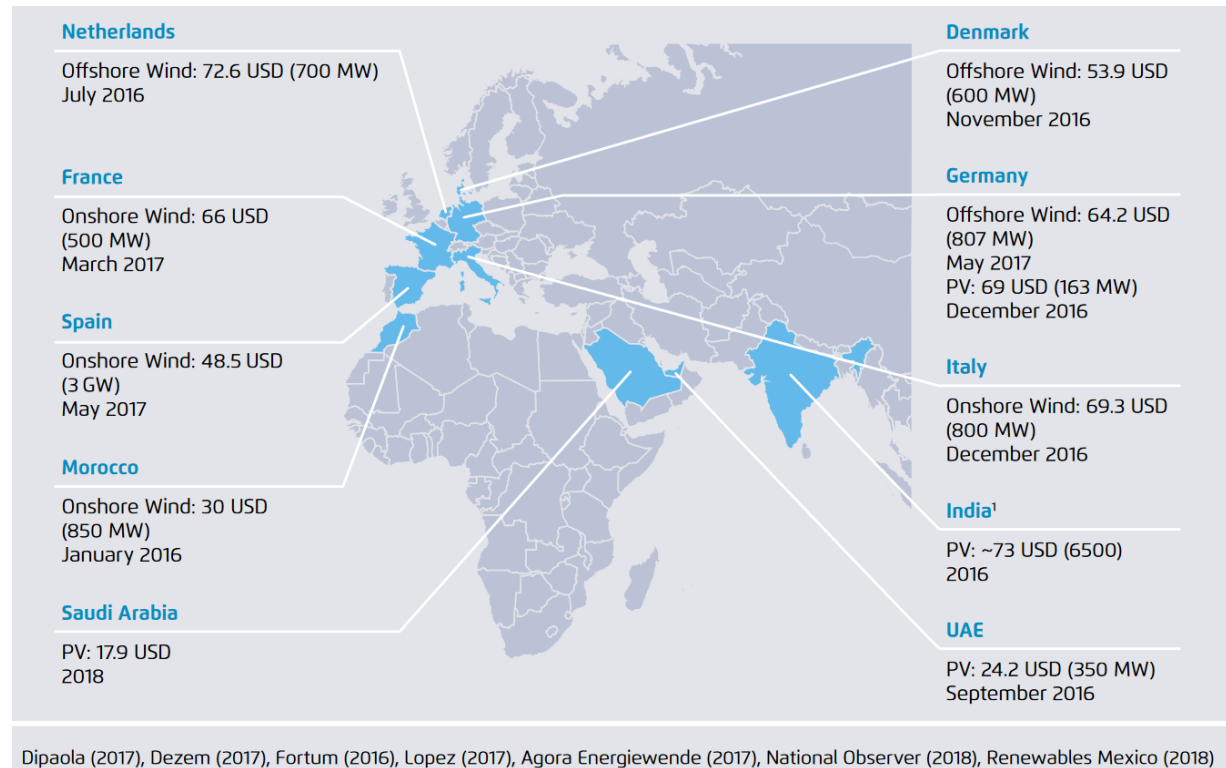 Netherlands
Offshore Wind: 72.6 USD (700 MW)
July 2016
France
Onshore Wind: 66 USD
(500 MW)
March 2017
Spain
Onshore Wind: 48.5 USD
(3 GW)
May 2017
Morocco
Onshore Wind: 30 USD
(850 MW)
January 2016
Saudi Arabia
PV: 17.9 USD
2018
Denmark
Offshore Wind: 53.9 USD
(600 MW)
November 2016
Germany
Offshore Wind: 64.2 USD
(807 MW)
May 2017
PV: 69 USD (163 MW)
December 2016
Italy
Onshore Wind: 69.3 USD
(800 MW)
December 2016
India¹
PV: ~73 USD (6500)
2016
UAE
PV: 24.2 USD (350 MW)
September 2016
Dipaola (2017), Dezem (2017), Fortum (2016), Lopez (2017), Agora Energiewende (2017), National Observer (2018), Renewables Mexico (2018)